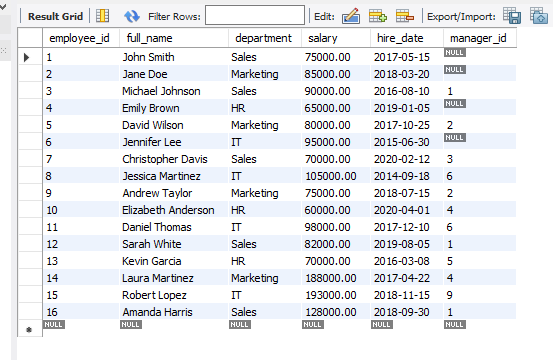 Result Grid Filter Rows: Edit: Export/Import:
employee_id full_name department salary hire_date manager_id
1 John Smith Sales 75000.00 2017-05-15 NULL
2 Jane Doe Marketing 85000.00 2018-03-20 NULL
3 Michael Johnson Sales 90000.00 2016-08-10 1
4 Emily Brown HR 65000.00 2019-01-05 NULL
5 David Wilson Marketing 80000.00 2017-10-25 2
6 Jennifer Lee IT 95000.00 2015-06-30 NULL
7 Christopher Davis Sales 70000.00 2020-02-12 3
8 Jessica Martinez IT 105000.00 2014-09-18 6
9 Andrew Taylor Marketing 75000.00 2018-07-15 2
10 Elizabeth Anderson HR 60000.00 2020-04-01 4
11 Daniel Thomas IT 98000.00 2017-12-10 6
12 Sarah White Sales 82000.00 2019-08-05 1
13 Kevin Garcia HR 70000.00 2016-03-08 5
14 Laura Martinez Marketing 188000.00 2017-04-22 4
15 Robert Lopez IT 193000.00 2018-11-15 9
16 Amanda Harris Sales 128000.00 2018-09-30 1
NULL NULL NULL NULL NULL NULL